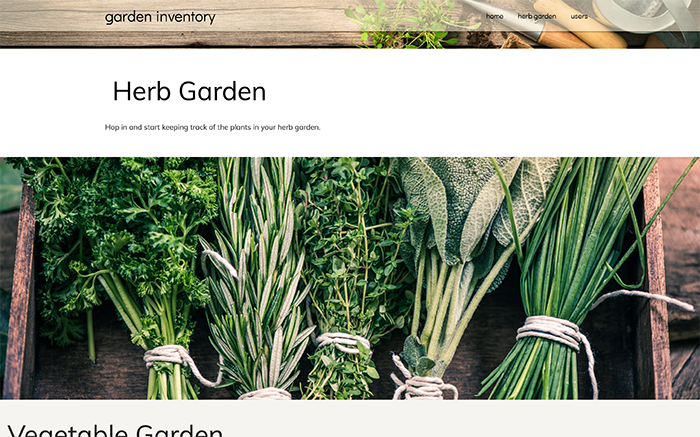 garden inventory
home herb garden users
Herb Garden
Hop in and start keeping track of the plants in your herb garden.
Vegetable Garden